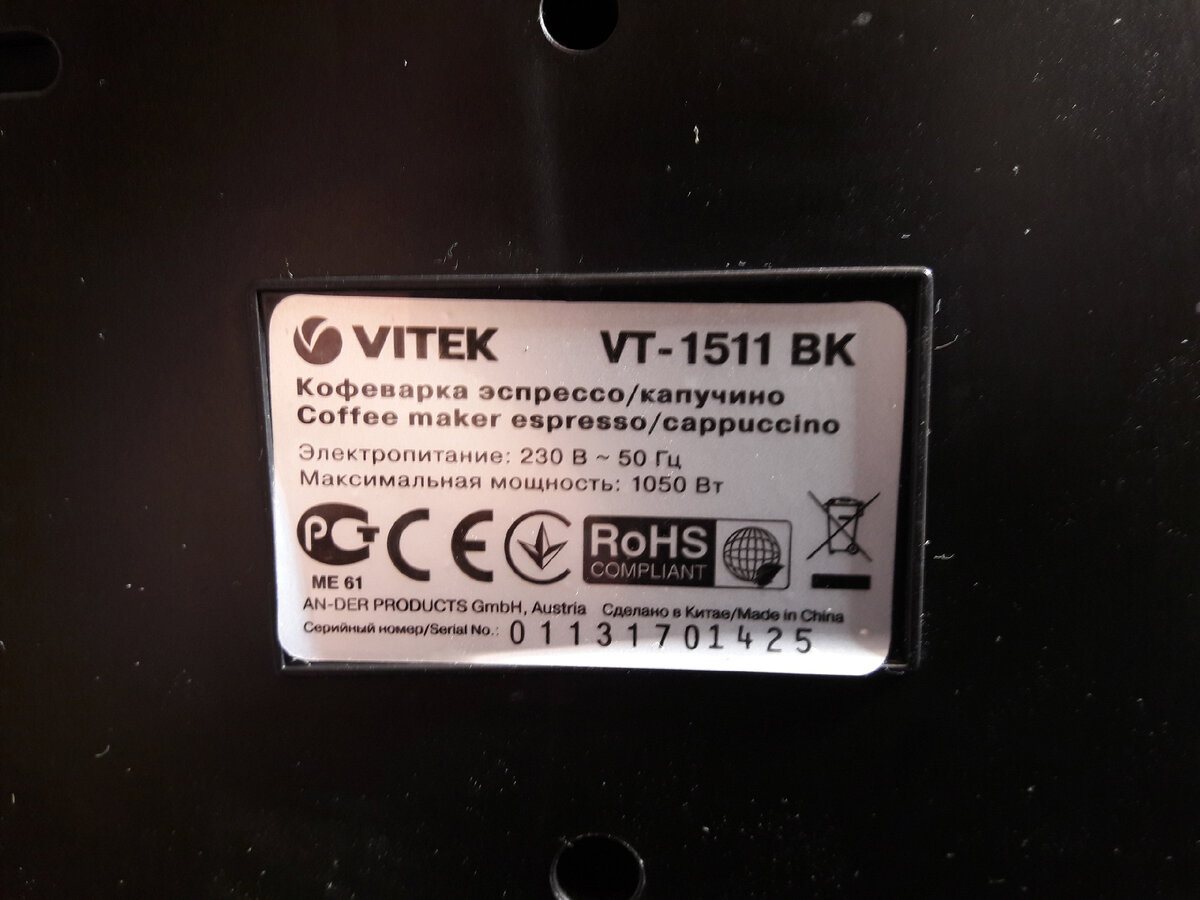 VITEK VT-1511 BK
Кофеварка эспрессо/капучино
Coffee maker espresso/cappuccino
Электропитание: 230 В ~ 50 Гц
Максимальная мощность: 1050 Вт
РСТ CE RoHS
COMPLIANT
ME 61
AN-DER PRODUCTS GmbH, Austria Сделано в Китае/Made in China
Серийный номер/Serial No.: 01131701425